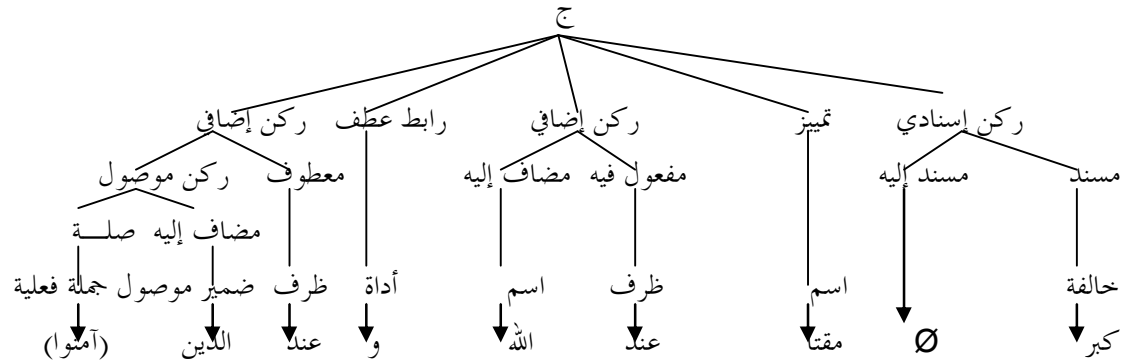 ج
ركن إسنادي تمييز ركن إضافي رابط عطف ركن إضافي
مسند مسند إليه مفعول فيه مضاف إليه معطوف ركن موصول
مضاف إليه صلـــة
خالفة اسم ظرف اسم أداة ظرف ضمير موصول جملة فعلية
كبر Ø مقتا عند الله و عند الذين (آمنوا)